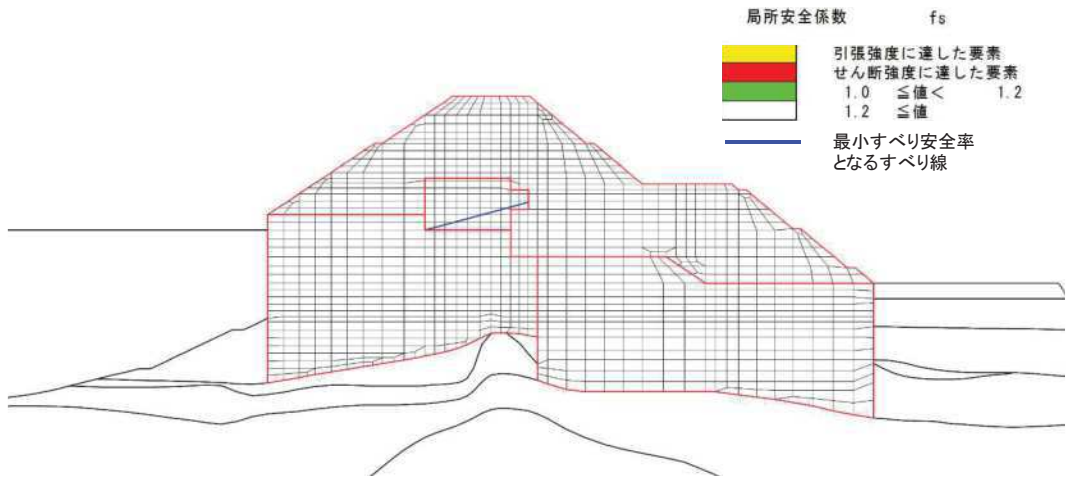 局所安全係数 fs
引張強度に達した要素
せん断強度に達した要素
1.0 ≦値< 1.2
1.2 ≦値
最小すべり安全率
となるすべり線